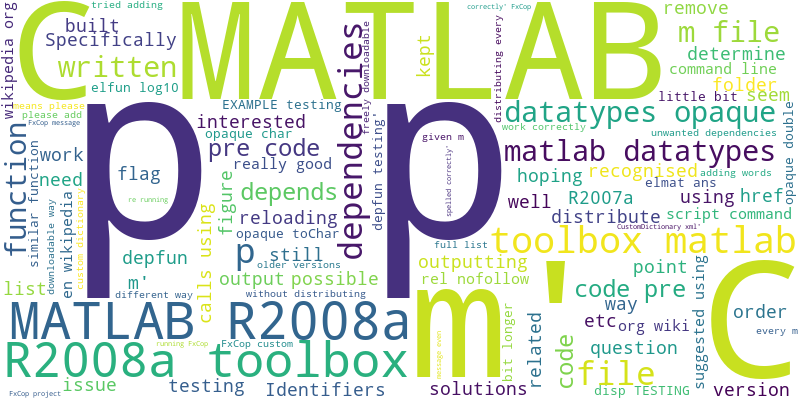 wikipedia org
C
tried adding
built
Specifically
written
elfun log10
MATLAB
kept
correctly' FxCop
distributing every
remove
m file
determine
command line
folder
little bit
seem
means please
please add
FxCop message
function
similar function
downloadable way
work
need
custom dictionary
en wikipedia
list
p
flag
re running
depfun
m'
different way
EXAMPLE testing
interested
opaque char
pre code
really good
figure
depends
reloading
opaque toChar
p still
older versions
output possible
without distributing
calls using
dependencies
freely downloadable
depfun testing'
p
given m
spelled correctly'
full list
datatypes opaque
work correctly
unwanted dependencies
matlab datatypes
recognised
adding words
hoping
elmat ans
opaque double
well
R2007a
using
href
distribute
script command
CustomDictionary xml'
toolbox matlab
outputting
rel nofollow
point
code pre
way
etc
org wiki
suggested using
order
every m
C
MATLAB R2008a
running FxCop
FxCop custom
R2008a toolbox
m'
message even
bit longer
related
code
question
file
issue
testing
Identifiers
solutions
disp TESTING
version
FxCop project